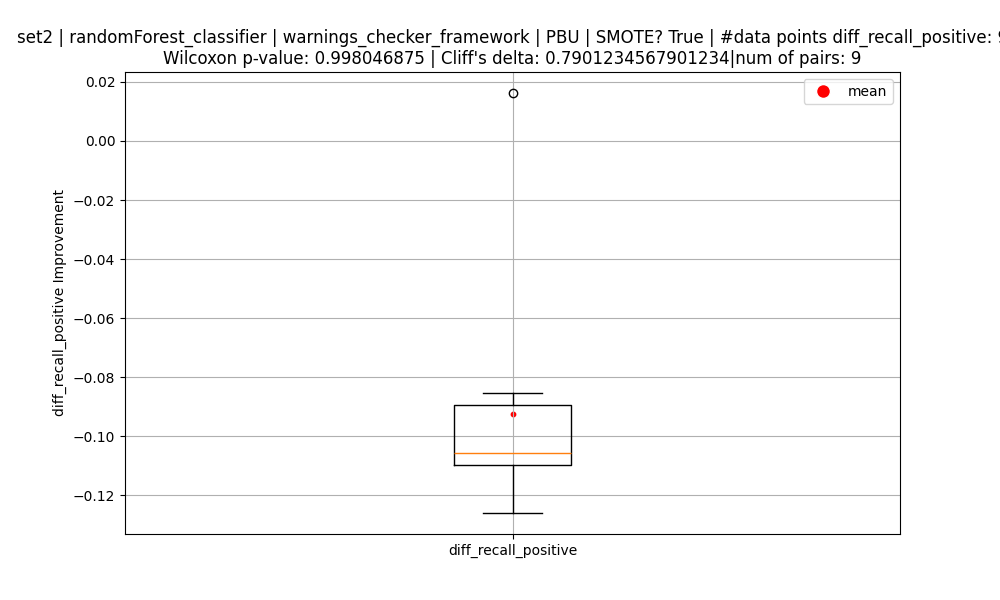 set2 | randomForest_classifier | warnings_checker_framework | PBU | SMOTE? True | #data points diff_recall_positive: 9
Wilcoxon p-value: 0.998046875 | Cliff's delta: 0.7901234567901234|num of pairs: 9
mean
0.02
0.00
−0.02
−0.04
−0.06
−0.08
−0.10
−0.12
diff_recall_positive Improvement
diff_recall_positive